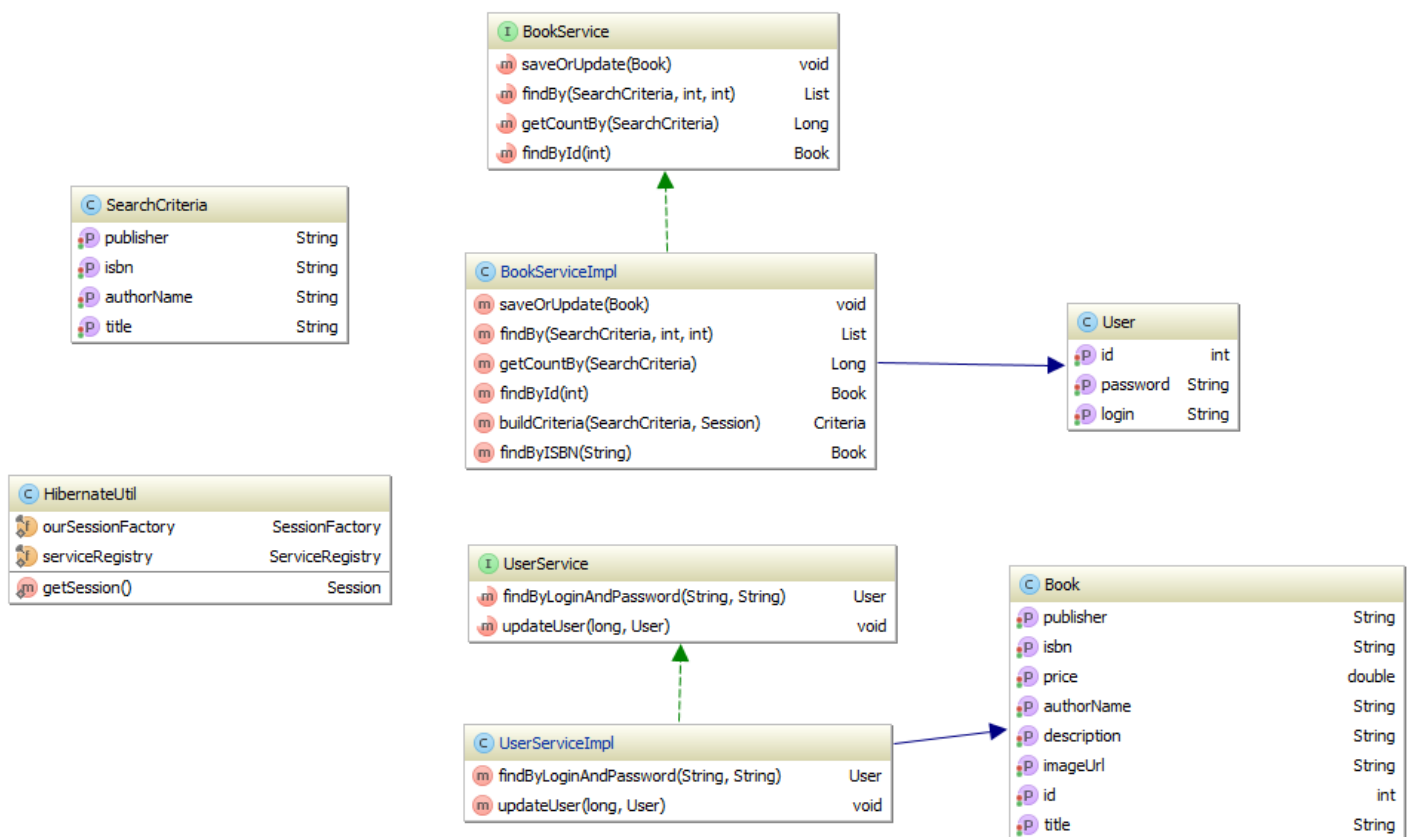 I BookService
m saveOrUpdate(Book) void
m findBy(SearchCriteria, int, int) List
m getCountBy(SearchCriteria) Long
m findById(int) Book
C SearchCriteria
P publisher String
P isbn String
P authorName String
P title String
C BookServiceImpl
m saveOrUpdate(Book) void
m findBy(SearchCriteria, int, int) List
m getCountBy(SearchCriteria) Long
m findById(int) Book
m buildCriteria(SearchCriteria, Session) Criteria
m findByISBN(String) Book
C User
P id int
P password String
P login String
C HibernateUtil
f ourSessionFactory SessionFactory
f serviceRegistry ServiceRegistry
m getSession() Session
I UserService
m findByLoginAndPassword(String, String) User
m updateUser(long, User) void
C UserServiceImpl
m findByLoginAndPassword(String, String) User
m updateUser(long, User) void
C Book
P publisher String
P isbn String
P price double
P authorName String
P description String
P imageUrl String
P id int
P title String